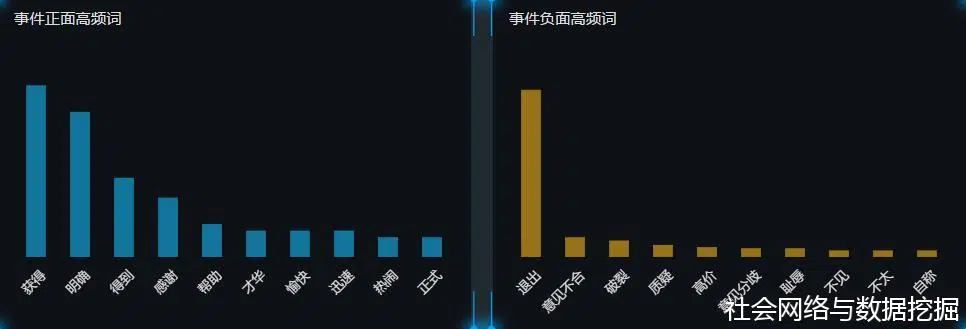 事件正面高频词
事件负面高频词
获得
明确
得到
感谢
帮助
才华
愉快
迅速
热闹
正式
退出
意见不合
破裂
质疑
高价
意见分歧
耻辱
不见
不太
自称
社会网络与数据挖掘